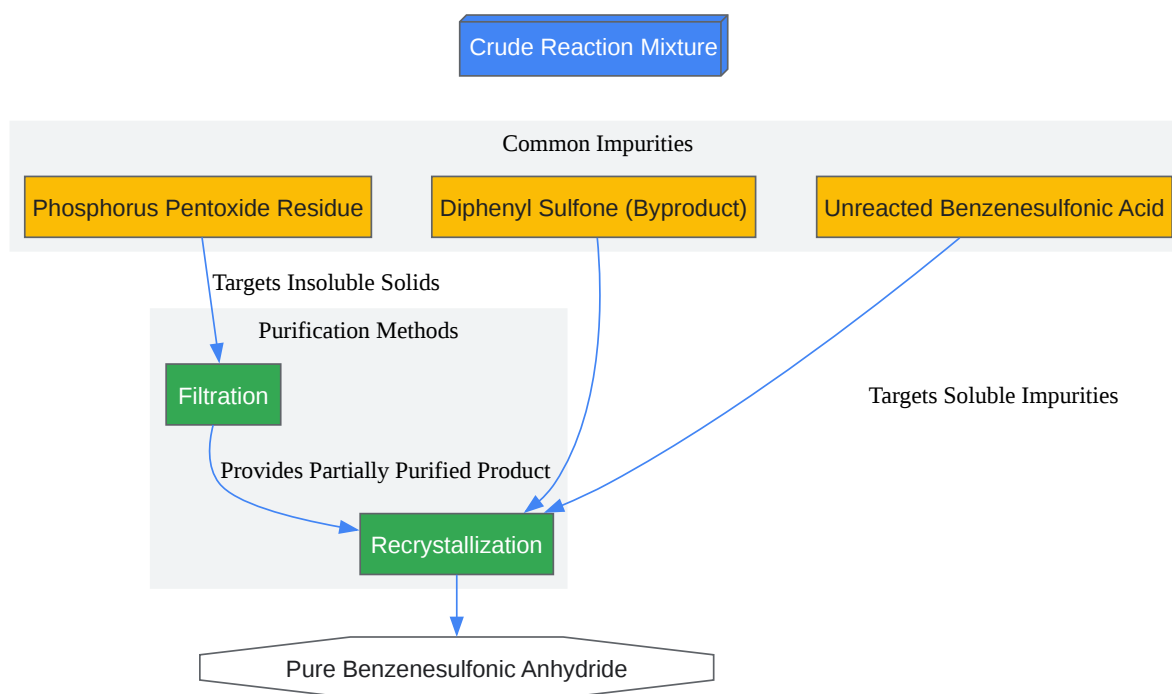 Crude Reaction Mixture
Common Impurities
Phosphorus Pentoxide Residue
Diphenyl Sulfone (Byproduct)
Unreacted Benzenesulfonic Acid
Targets Insoluble Solids
Purification Methods
Filtration
Targets Soluble Impurities
Provides Partially Purified Product
Recrystallization
Pure Benzenesulfonic Anhydride